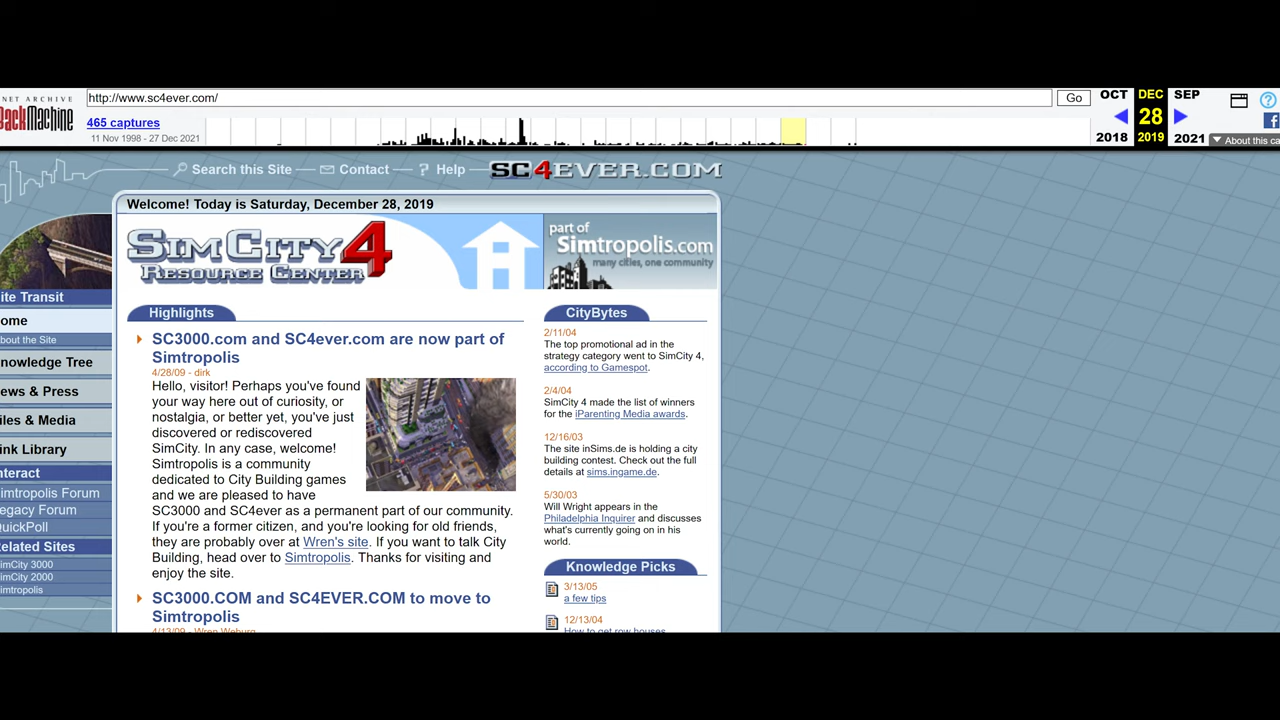 NET ARCHIVE
BackMachine
http://www.sc4ever.com/
Go
465 captures
11 Nov 1998 - 27 Dec 2021
OCT DEC SEP
28
2018 2019 2021
About this ca
Search this Site
Contact
? Help
SC4EVER.COM
Welcome! Today is Saturday, December 28, 2019
SIMCITY 4
RESOURCE CENTER
part of
Simtropolis.com
many cities, one community
ite Transit
ome
bout the Site
nowledge Tree
ews & Press
iles & Media
ink Library
nteract
imtropolis Forum
egacy Forum
uickPoll
elated Sites
imCity 3000
imCity 2000
imtropolis
Highlights
SC3000.com and SC4ever.com are now part of
Simtropolis
4/28/09 - dirk
Hello, visitor! Perhaps you've found
your way here out of curiosity, or
nostalgia, or better yet, you've just
discovered or rediscovered
SimCity. In any case, welcome!
Simtropolis is a community
dedicated to City Building games
and we are pleased to have
SC3000 and SC4ever as a permanent part of our community.
If you're a former citizen, and you're looking for old friends,
they are probably over at Wren's site. If you want to talk City
Building, head over to Simtropolis. Thanks for visiting and
enjoy the site.
SC3000.COM and SC4EVER.COM to move to
Simtropolis
4/13/09 - Wren Weburg
CityBytes
2/11/04
The top promotional ad in the
strategy category went to SimCity 4,
according to Gamespot.
2/4/04
SimCity 4 made the list of winners
for the iParenting Media awards.
12/16/03
The site inSims.de is holding a city
building contest. Check out the full
details at sims.ingame.de.
5/30/03
Will Wright appears in the
Philadelphia Inquirer and discusses
what's currently going on in his
world.
Knowledge Picks
3/13/05
a few tips
12/13/04
How to get row houses